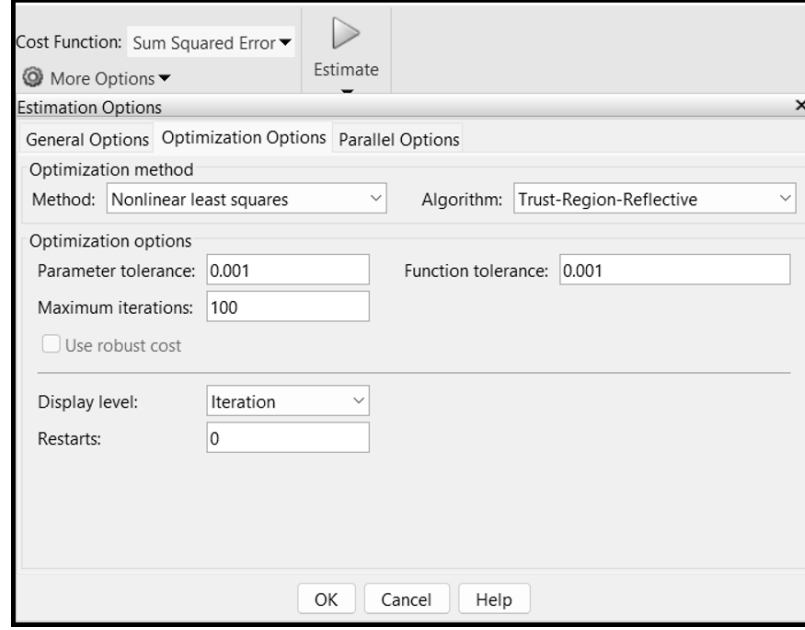 Cost Function: Sum Squared Error
More Options
Estimate
Estimation Options
General Options Optimization Options Parallel Options
Optimization method
Method: Nonlinear least squares Algorithm: Trust-Region-Reflective
Optimization options
Parameter tolerance: 0.001 Function tolerance: 0.001
Maximum iterations: 100
Use robust cost
Display level: Iteration
Restarts: 0
OK Cancel Help